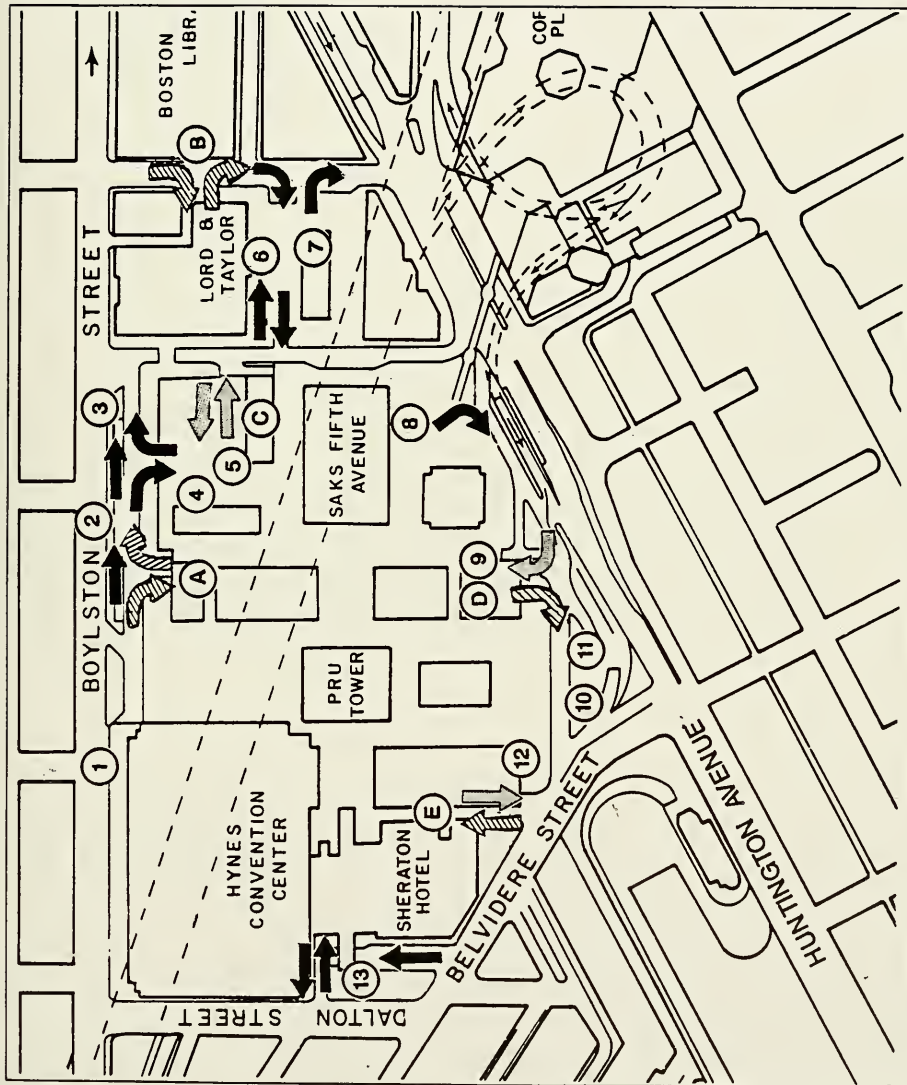 BOYLSTON STREET
BOSTON
LIBR.
LORD &
TAYLOR
SAKS FIFTH
AVENUE
COP
PL
PRU
TOWER
HYNES
CONVENTION
CENTER
SHERATON
HOTEL
DALTON STREET
BELVIDERE STREET
HUNTINGTON AVENUE
1
2
3
4
5
6
7
8
9
10
11
12
13
A
B
C
D
E